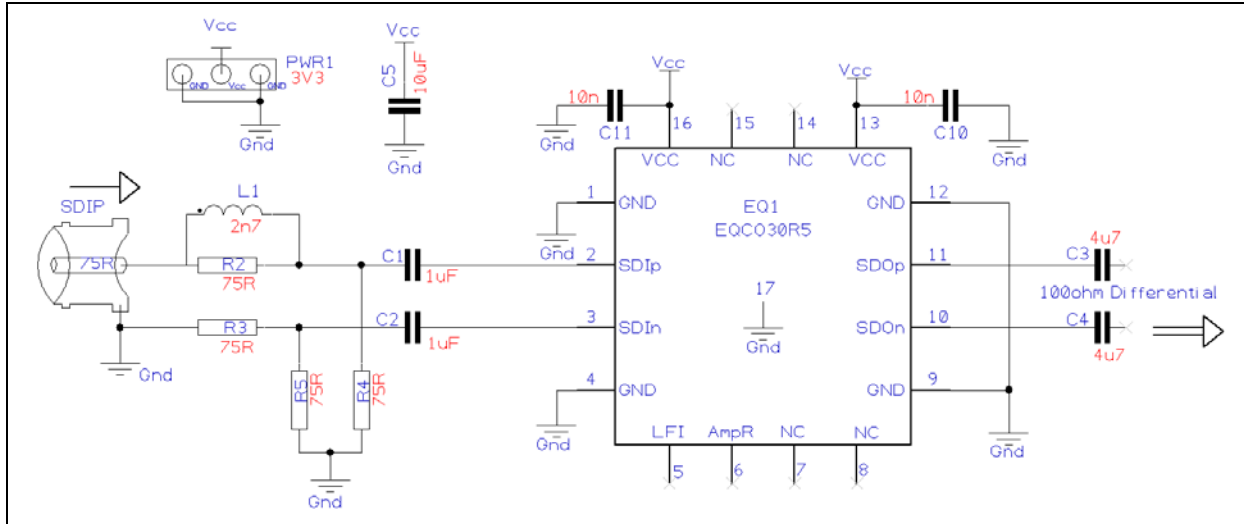 Vcc
PWR1
3V3
GND
Vcc
GND
Gnd
Vcc
C5
10uF
Gnd
Vcc
10n
C11
Gnd
16
15
14
Vcc
13
10n
C10
Gnd
VCC
NC
NC
VCC
SDIP
75R
L1
2n7
R2
75R
R3
75R
Gnd
C1
1uF
C2
1uF
R5
75R
R4
75R
Gnd
1
GND
Gnd
2
SDIp
3
SDIn
4
GND
Gnd
EQ1
EQCO30R5
17
Gnd
12
GND
11
SDOp
10
SDOn
9
GND
Gnd
C3
4u7
100ohm Differential
C4
4u7
LFI
AmpR
NC
NC
5
6
7
8